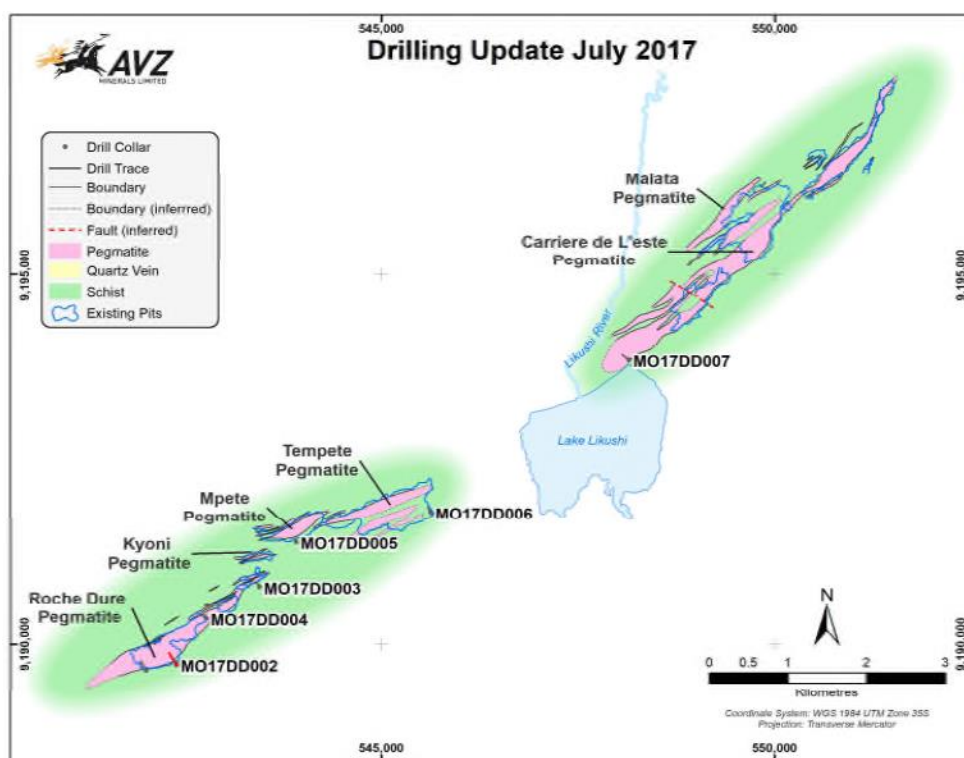 545,000
550,000
AVZ
MINERALS LIMITED
Drilling Update July 2017
Drill Collar
Drill Trace
Boundary
Boundary (inferrred)
Fault (inferred)
Pegmatite
Quartz Vein
Schist
Existing Pits
Malata
Pegmatite
Carriere de L'este
Pegmatite
9,195,000
9,195,000
Likushi River
MO17DD007
Lake Likushi
Tempete
Pegmatite
Mpete
Pegmatite
MO17DD006
MO17DD005
Kyoni
Pegmatite
MO17DD003
Roche Dure
Pegmatite
MO17DD004
MO17DD002
9,190,000
9,190,000
N
0 0.5 1 2 3
Kilometres
Coordinate System: WGS 1984 UTM Zone 35S
Projection: Transverse Mercator
545,000
550,000